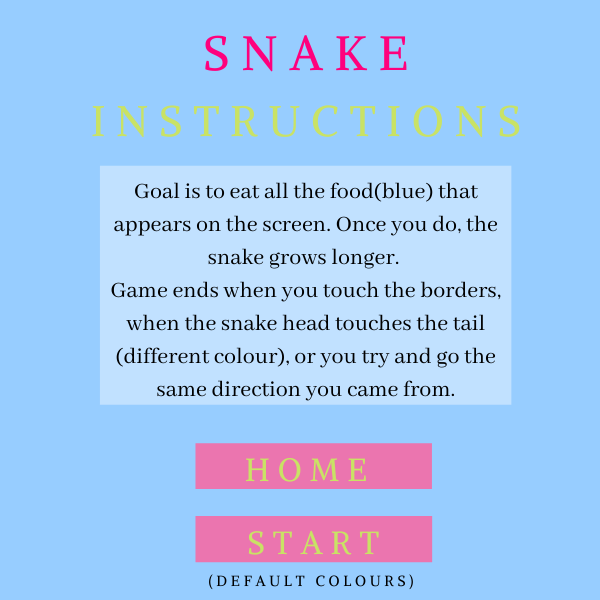 SNAKE
INSTRUCTIONS
Goal is to eat all the food(blue) that
appears on the screen. Once you do, the
snake grows longer.
Game ends when you touch the borders,
when the snake head touches the tail
(different colour), or you try and go the
same direction you came from.
HOME
START
(DEFAULT COLOURS)